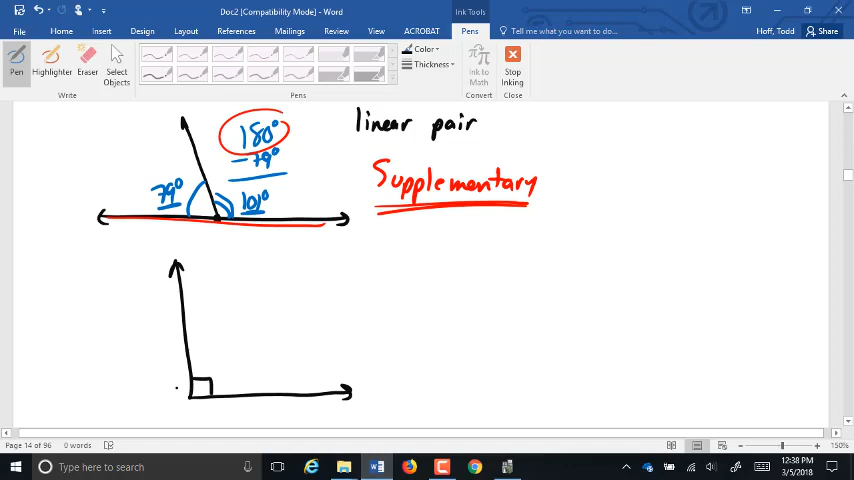 Doc2 [Compatibility Mode] - Word
Ink Tools
Hoff, Todd
File Home Insert Design Layout References Mailings Review View ACROBAT Pens Tell me what you want to do... Share
Pen Highlighter Eraser Select Objects
Color
Thickness
Ink to Math
Stop Inking
Write Pens Convert Close
180°
- 79°
79°
101°
linear pair
Supplementary
Page 14 of 96 0 words
150%
Type here to search
12:38 PM
3/5/2018